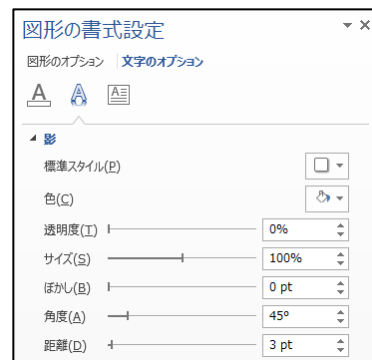 図形の書式設定
図形のオプション 文字のオプション
影
標準スタイル(P)
色(C)
透明度(T) 0%
サイズ(S) 100%
ぼかし(B) 0 pt
角度(A) 45°
距離(D) 3 pt